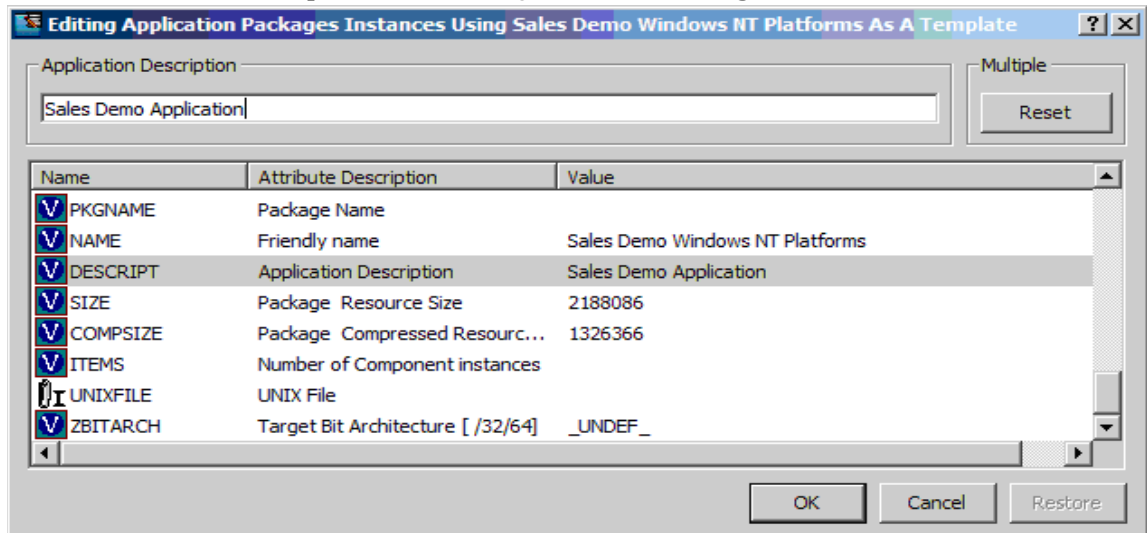 Editing Application Packages Instances Using Sales Demo Windows NT Platforms As A Template
Application Description
Multiple
Sales Demo Application
Reset
Name Attribute Description Value
V PKGNAME Package Name
V NAME Friendly name Sales Demo Windows NT Platforms
V DESCRIPT Application Description Sales Demo Application
V SIZE Package Resource Size 2188086
V COMPSIZE Package Compressed Resourc... 1326366
V ITEMS Number of Component instances
UNIXFILE UNIX File
V ZBITARCH Target Bit Architecture [ /32/64] _UNDEF_
OK Cancel Restore